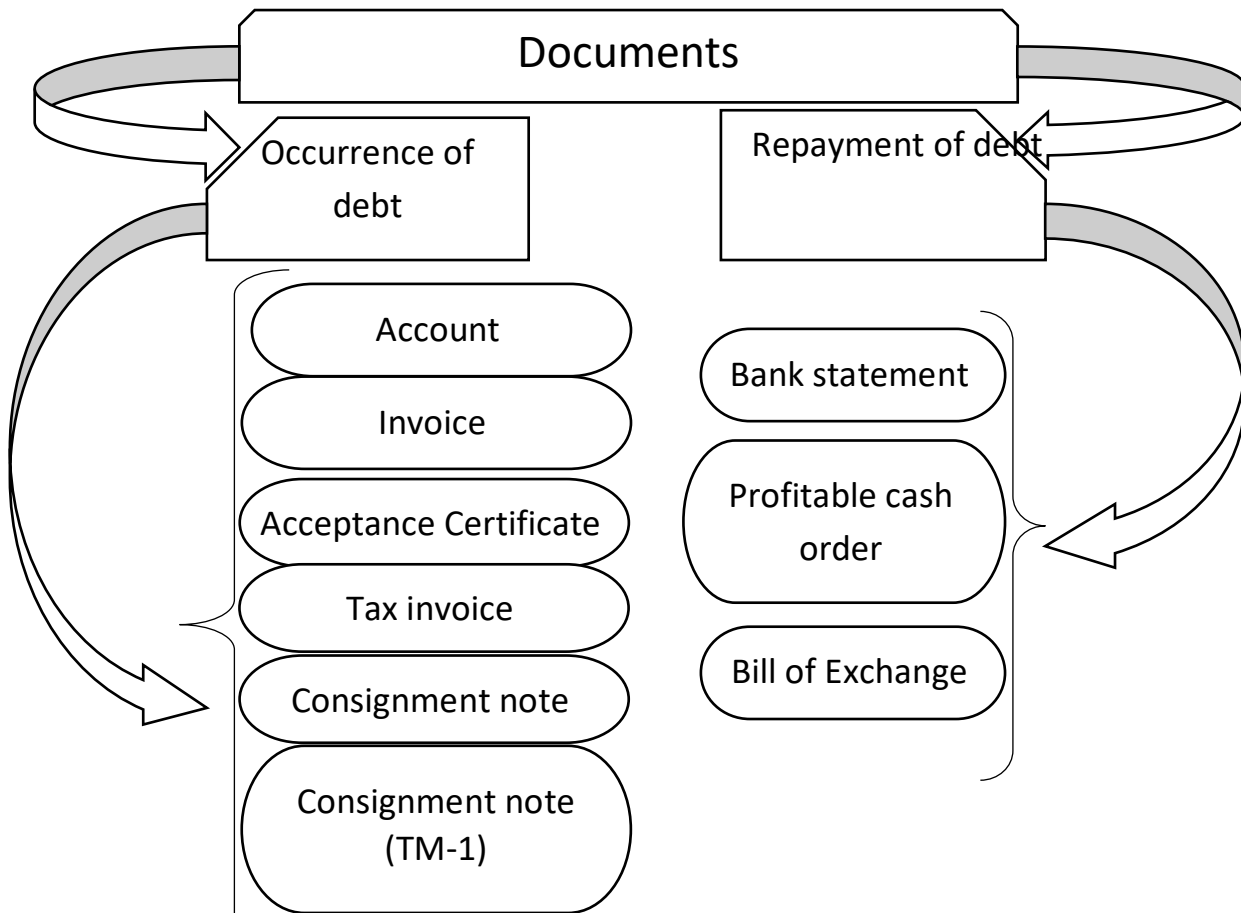 Documents
Occurrence of
debt
Repayment of debt
Account
Invoice
Acceptance Certificate
Tax invoice
Consignment note
Consignment note
(TM-1)
Bank statement
Profitable cash
order
Bill of Exchange